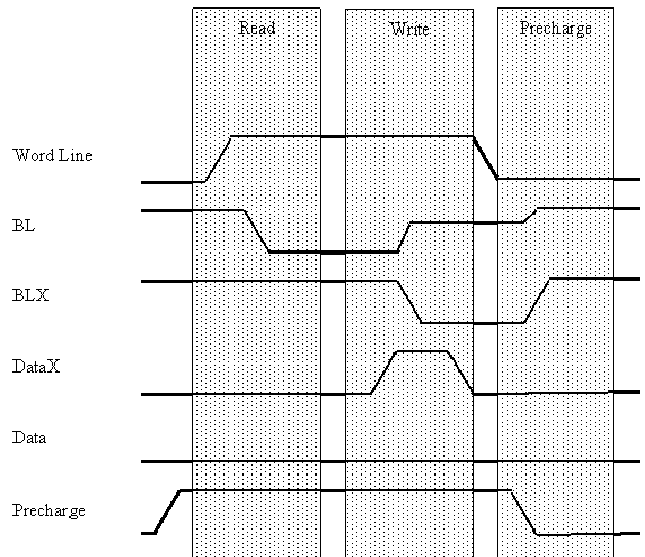 Read
Write
Precharge
Word Line
BL
BLX
DataX
Data
Precharge